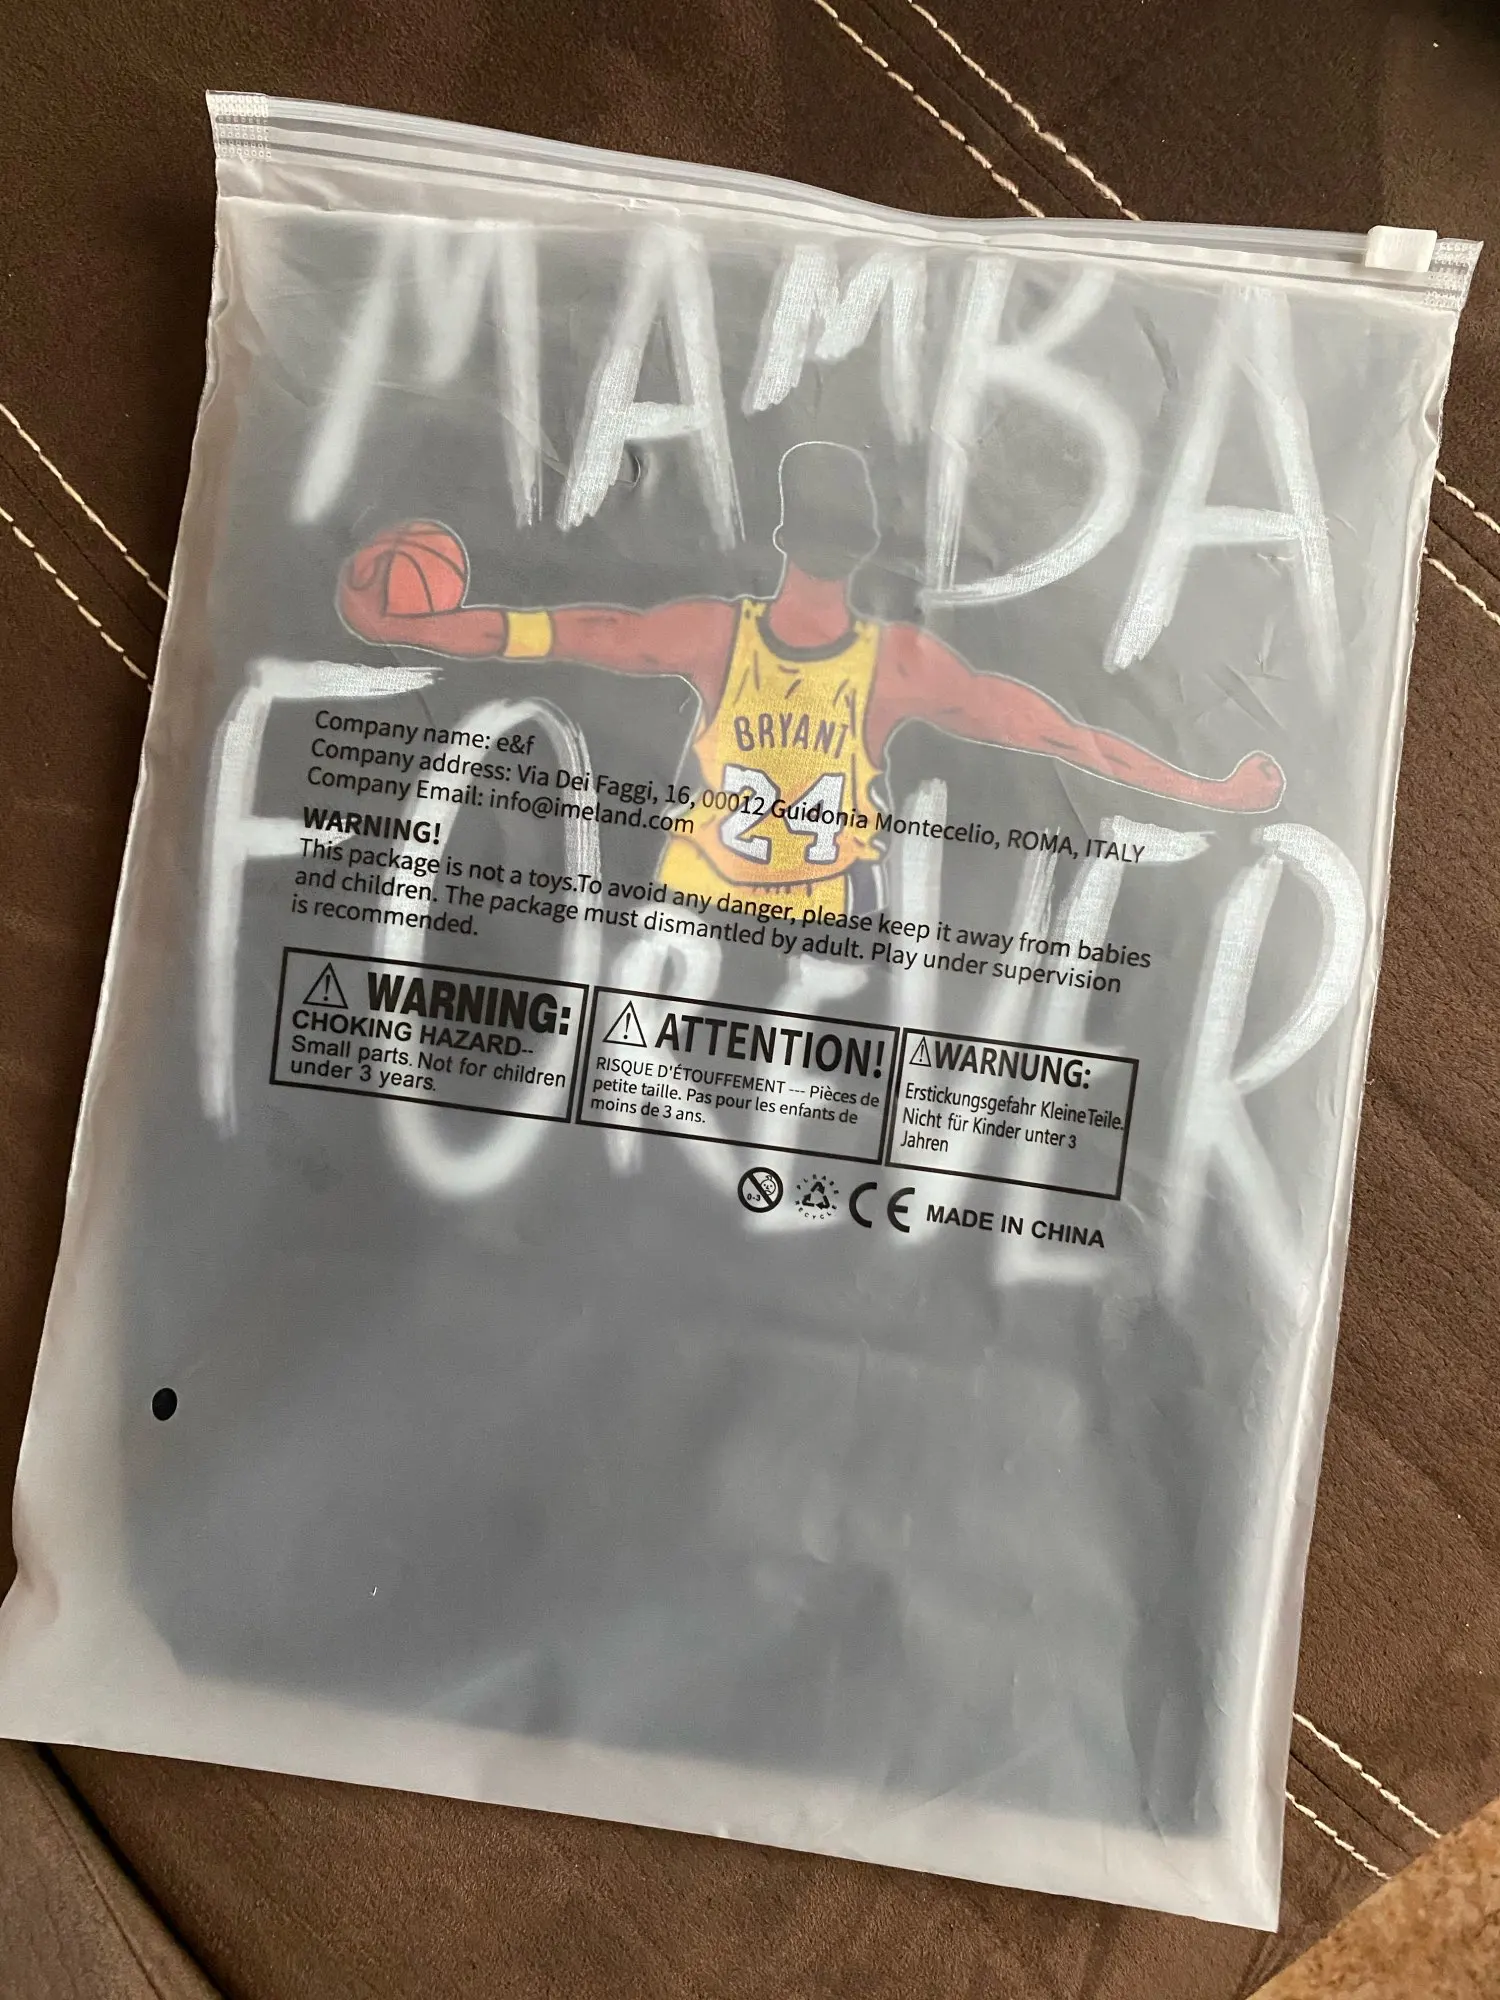 MAMBA
FOREVER
BRYANT
24
Company name: e&f
Company address: Via Dei Faggi, 16, 00012 Guidonia Montecelio, ROMA, ITALY
Company Email: info@imeland.com
WARNING!
This package is not a toys.To avoid any danger, please keep it away from babies
and children. The package must dismantled by adult. Play under supervision
is recommended.
WARNING:
CHOKING HAZARD--
Small parts. Not for children
under 3 years.
ATTENTION!
RISQUE D'ÉTOUFFEMENT --- Pièces de
petite taille. Pas pour les enfants de
moins de 3 ans.
WARNUNG:
Erstickungsgefahr Kleine Teile.
Nicht für Kinder unter 3
Jahren
0-3
PLEASE
RECYCLE
CE MADE IN CHINA